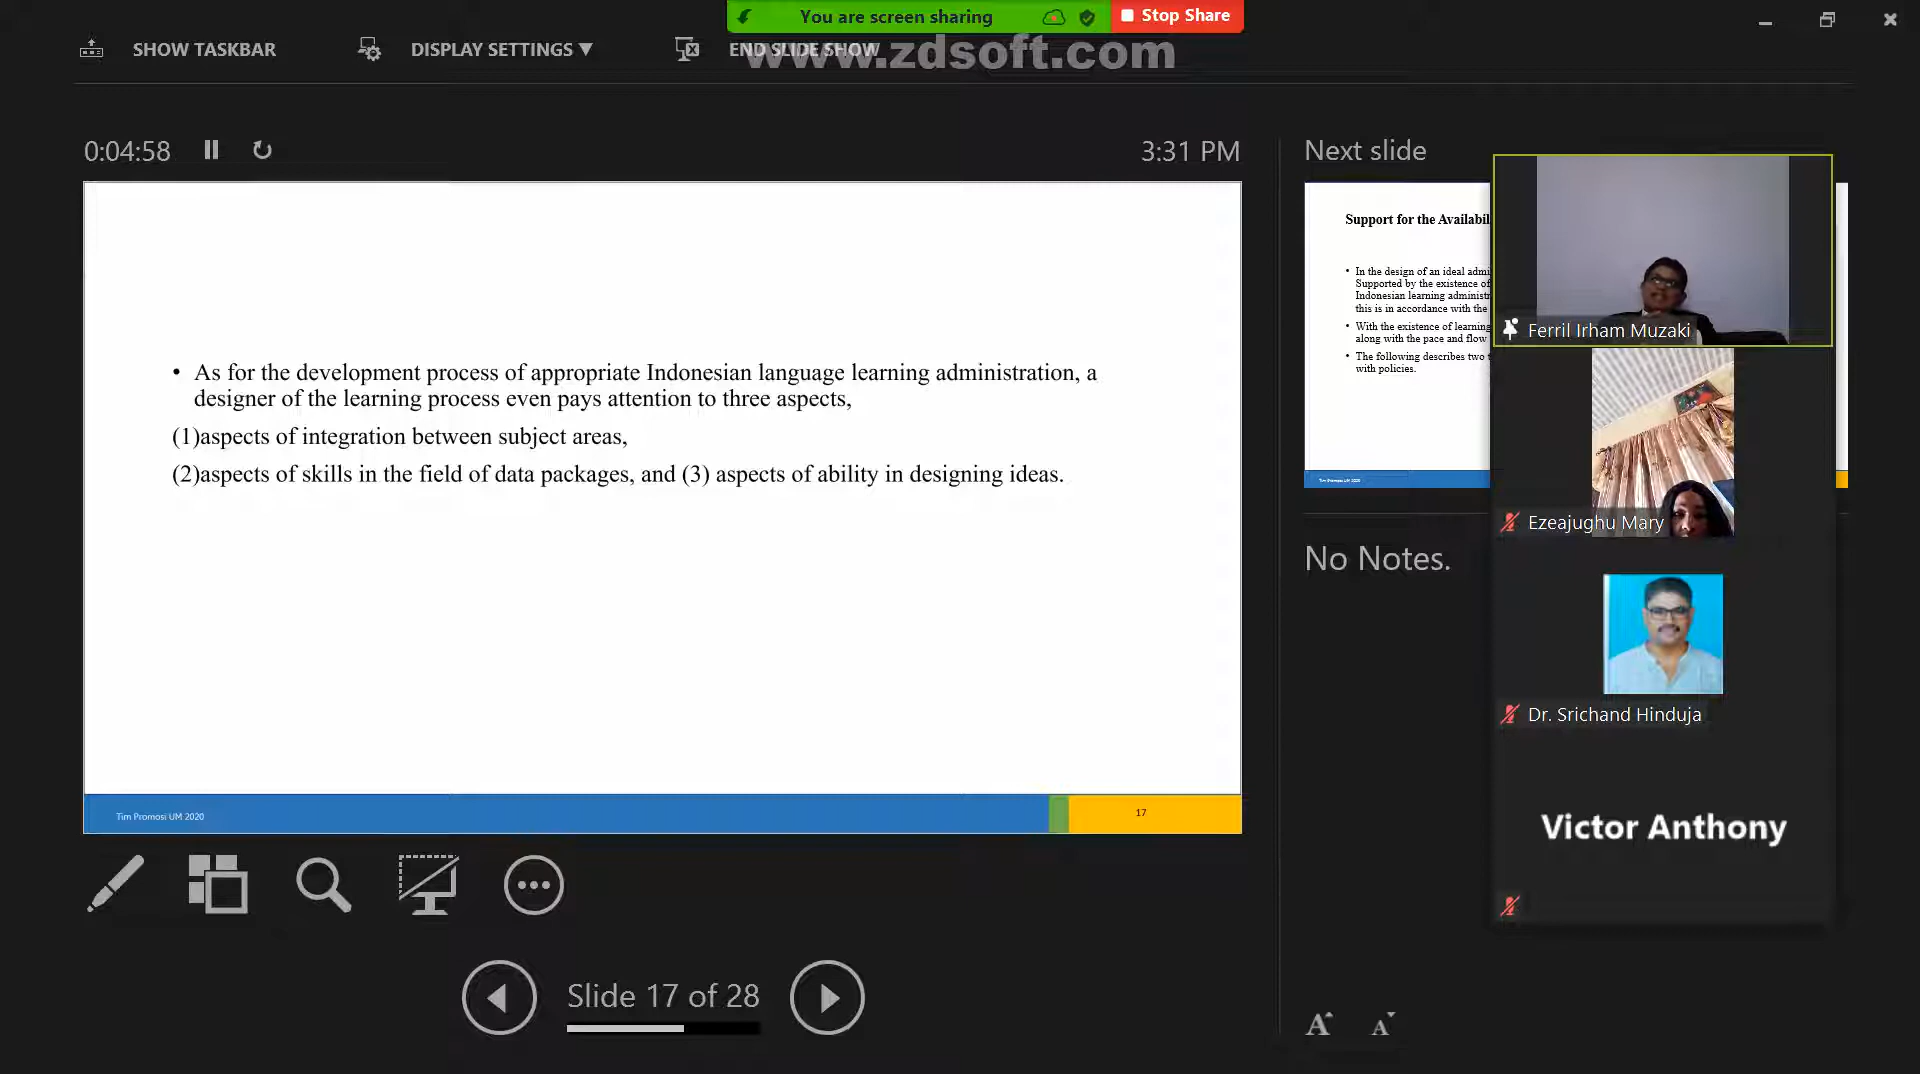 You are screen sharing
Stop Share
SHOW TASKBAR
DISPLAY SETTINGS ▼
END SLIDE SHOW
www.zdsoft.com
0:04:58
3:31 PM
Next slide
• As for the development process of appropriate Indonesian language learning administration, a
designer of the learning process even pays attention to three aspects,
(1)aspects of integration between subject areas,
(2)aspects of skills in the field of data packages, and (3) aspects of ability in designing ideas.
Tim Promosi UM 2020
17
Support for the Availabil
• In the design of an ideal admi
Supported by the existence of
Indonesian learning administr
this is in accordance with the
• With the existence of learning
along with the pace and flow
• The following describes two t
with policies.
Tim Promosi UM 2020
Ferril Irham Muzaki
Ezeajughu Mary
Dr. Srichand Hinduja
Victor Anthony
No Notes.
Slide 17 of 28
A A